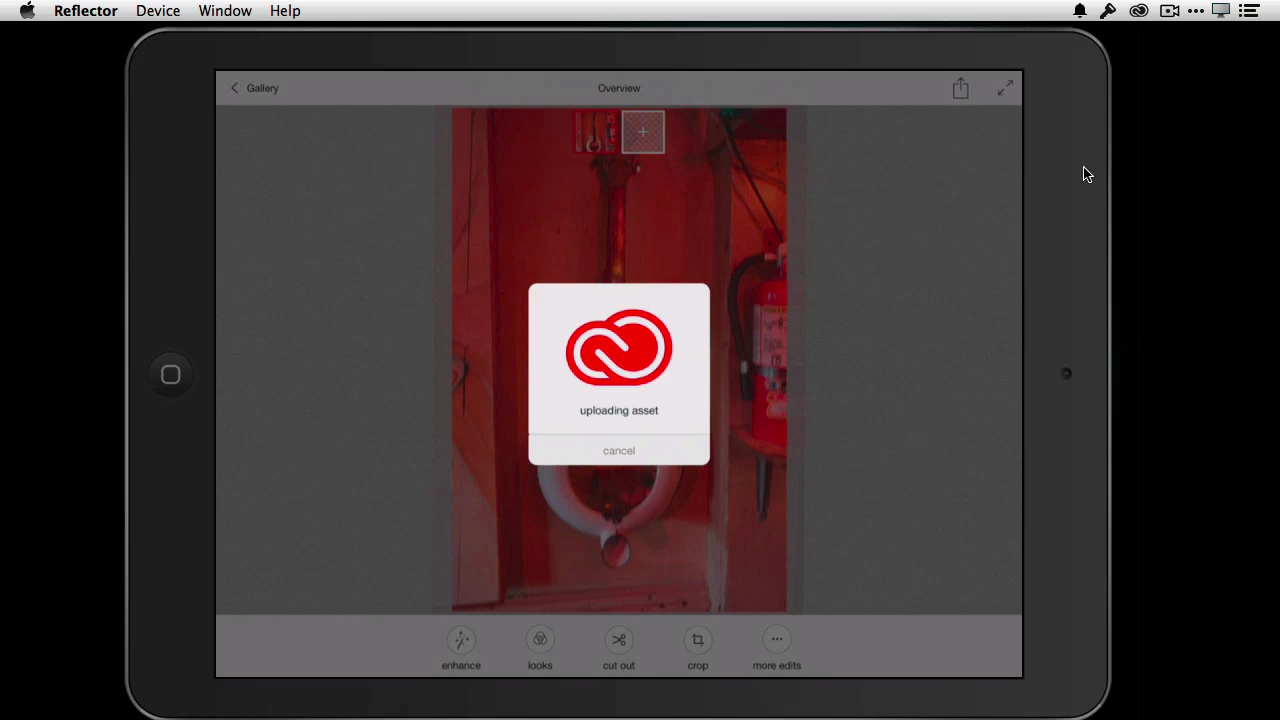 Reflector Device Window Help
Gallery
Overview
uploading asset
cancel
enhance
looks
cut out
crop
more edits